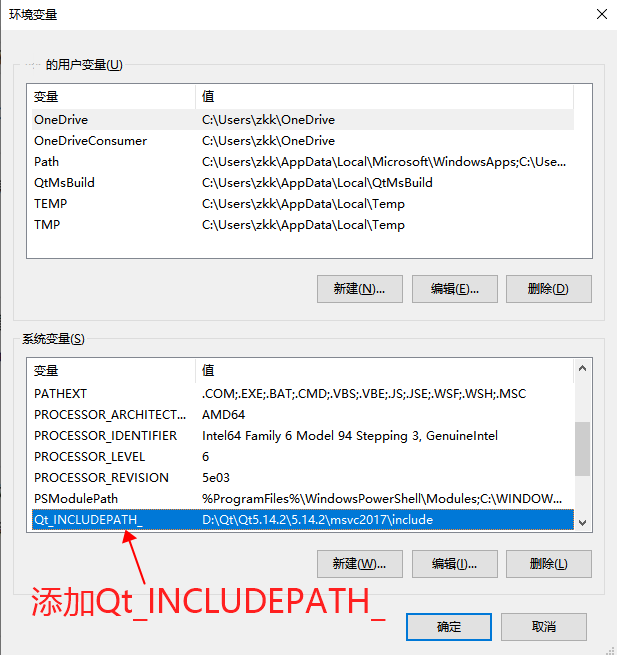 环境变量
的用户变量(U)
变量 值
OneDrive C:\Users\zkk\OneDrive
OneDriveConsumer C:\Users\zkk\OneDrive
Path C:\Users\zkk\AppData\Local\Microsoft\WindowsApps;C:\Use...
QtMsBuild C:\Users\zkk\AppData\Local\QtMsBuild
TEMP C:\Users\zkk\AppData\Local\Temp
TMP C:\Users\zkk\AppData\Local\Temp
新建(N)... 编辑(E)... 删除(D)
系统变量(S)
变量 值
PATHEXT .COM;.EXE;.BAT;.CMD;.VBS;.VBE;.JS;.JSE;.WSF;.WSH;.MSC
PROCESSOR_ARCHITECT... AMD64
PROCESSOR_IDENTIFIER Intel64 Family 6 Model 94 Stepping 3, GenuineIntel
PROCESSOR_LEVEL 6
PROCESSOR_REVISION 5e03
PSModulePath %ProgramFiles%\WindowsPowerShell\Modules;C:\WINDOW...
Qt_INCLUDEPATH_ D:\Qt\Qt5.14.2\5.14.2\msvc2017\include
新建(W)... 编辑(I)... 删除(L)
添加Qt_INCLUDEPATH_
确定 取消